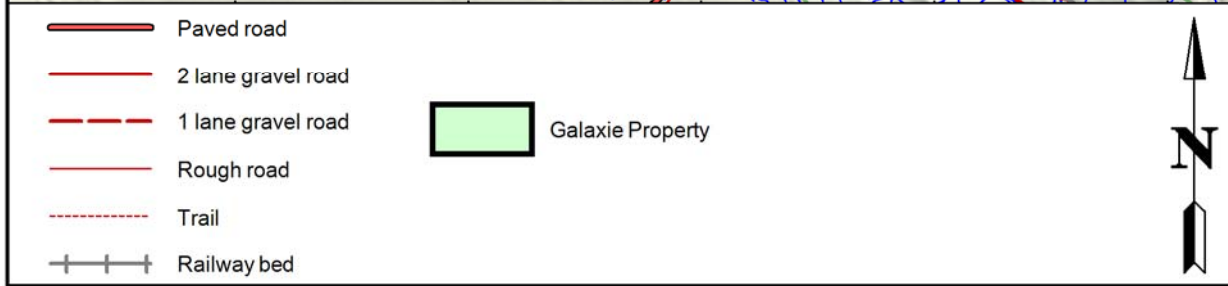 Paved road
2 lane gravel road
1 lane gravel road
Rough road
Trail
Railway bed
Galaxie Property
N